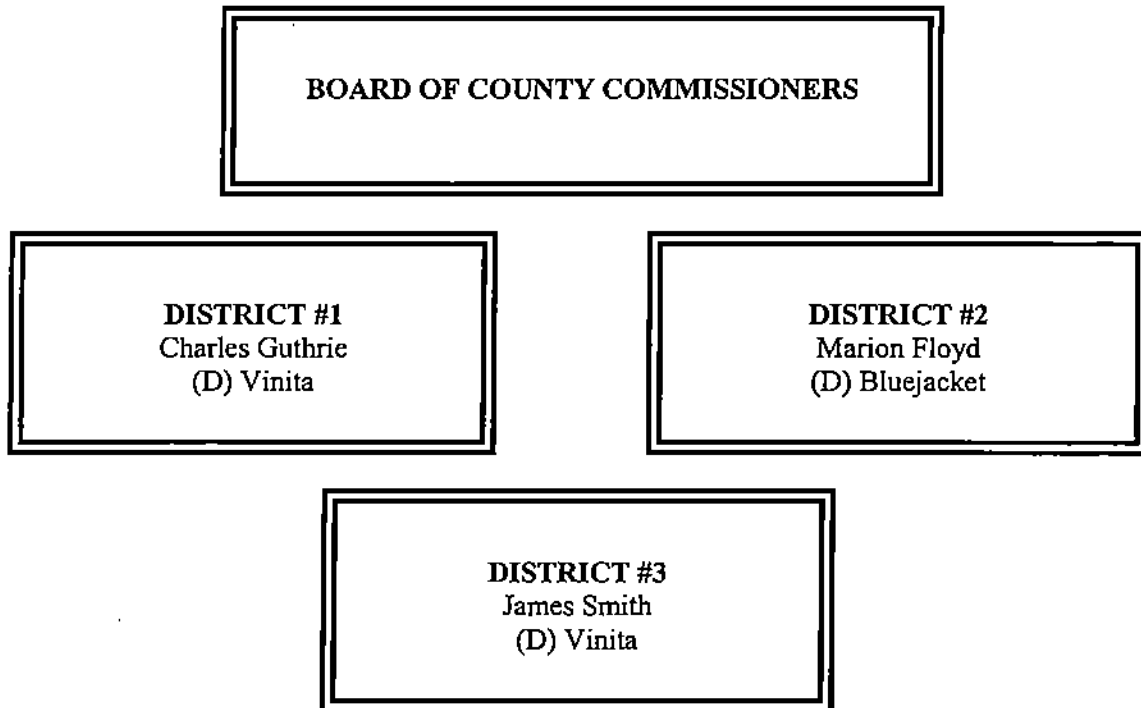 BOARD OF COUNTY COMMISSIONERS
DISTRICT #1
Charles Guthrie
(D) Vinita
DISTRICT #2
Marion Floyd
(D) Bluejacket
DISTRICT #3
James Smith
(D) Vinita